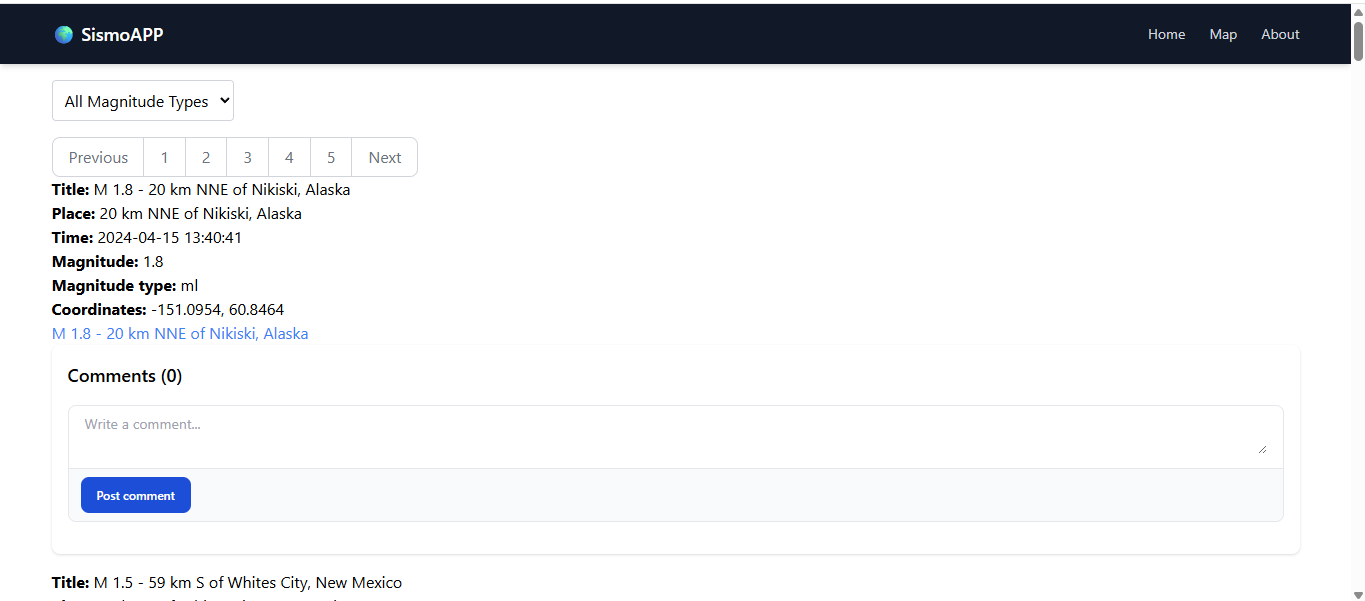 SismoAPP
Home Map About
All Magnitude Types
Previous 1 2 3 4 5 Next
Title: M 1.8 - 20 km NNE of Nikiski, Alaska
Place: 20 km NNE of Nikiski, Alaska
Time: 2024-04-15 13:40:41
Magnitude: 1.8
Magnitude type: ml
Coordinates: -151.0954, 60.8464
M 1.8 - 20 km NNE of Nikiski, Alaska
Comments (0)
Write a comment...
Post comment
Title: M 1.5 - 59 km S of Whites City, New Mexico